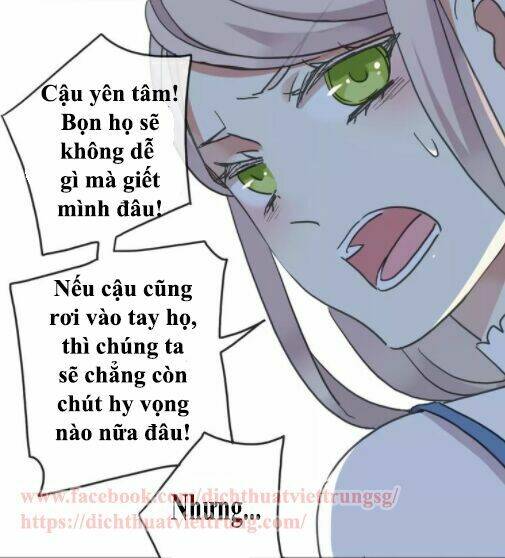 Cậu yên tâm!
Bọn họ sẽ
không dễ
gì mà giết
mình đâu!
Nếu cậu cũng
rơi vào tay họ,
thì chúng ta
sẽ chẳng còn
chút hy vọng
nào nữa đâu!
Nhưng...
www.facebook.com/dichthuatviettrungsg/
https://dichthuatviettrung.com/